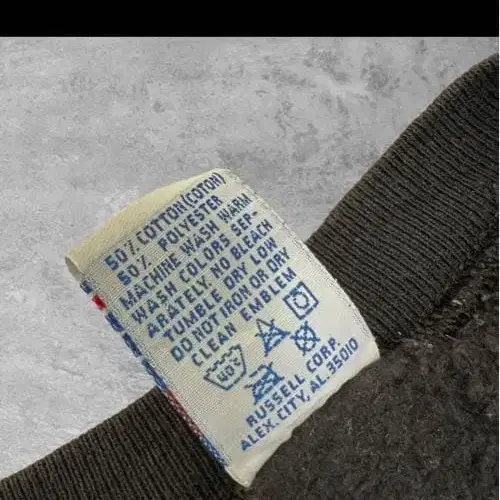 50% COTTON(COTON)
50% POLYESTER
MACHINE WASH WARM
WASH COLORS SEP-
ARATELY. NO BLEACH
TUMBLE DRY LOW
DO NOT IRON OR DRY
CLEAN EMBLEM
40°
RUSSELL CORP.
ALEX. CITY, AL. 35010